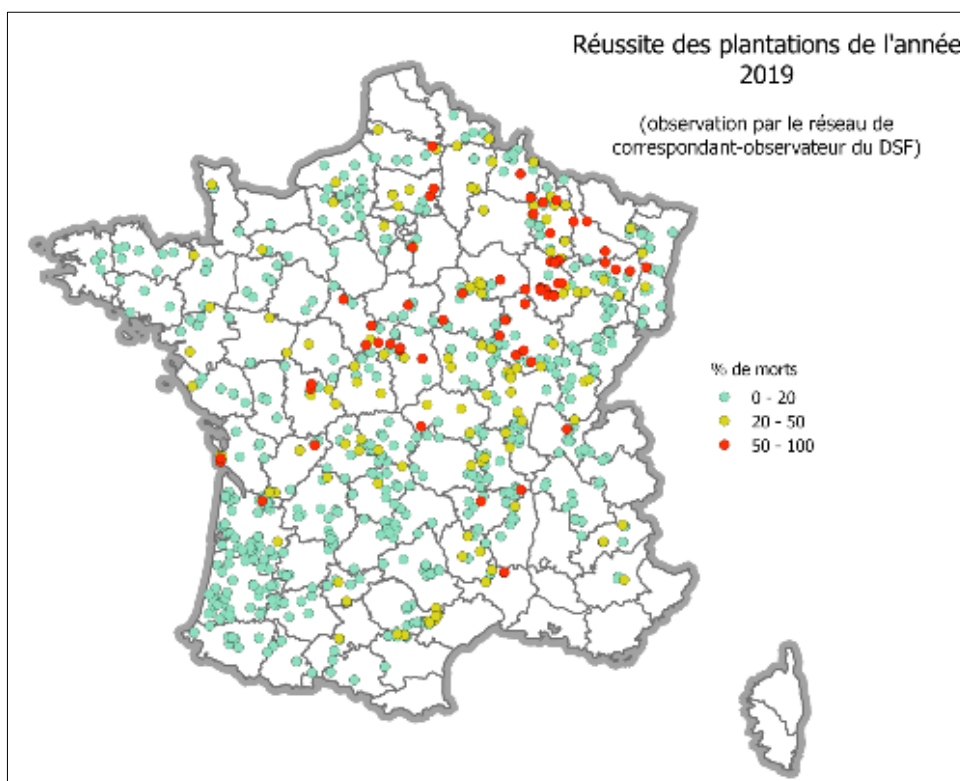 Réussite des plantations de l'année
2019
(observation par le réseau de
correspondant-observateur du DSF)
% de morts
0 - 20
20 - 50
50 - 100